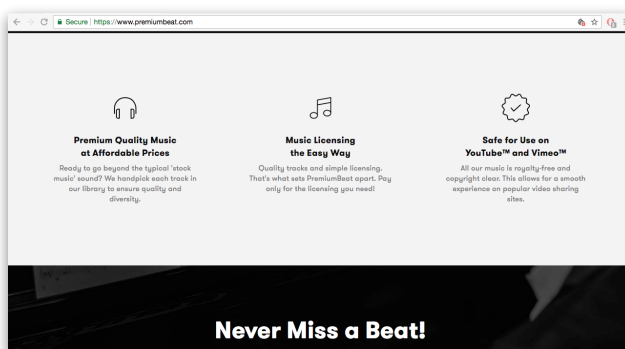 Secure | https://www.premiumbeat.com
Premium Quality Music
at Affordable Prices
Ready to go beyond the typical 'stock
music' sound? We handpick each track in
our library to ensure quality and
diversity.
Music Licensing
the Easy Way
Quality tracks and simple licensing.
That's what sets PremiumBeat apart. Pay
only for the licensing you need!
Safe for Use on
YouTube™ and Vimeo™
All our music is royalty-free and
copyright clear. This allows for a smooth
experience on popular video sharing
sites.
Never Miss a Beat!